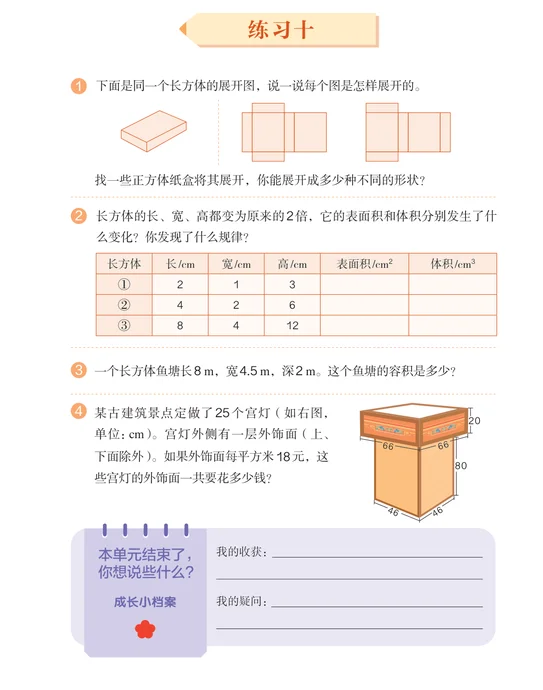 练习十
1 下面是同一个长方体的展开图，说一说每个图是怎样展开的。
找一些正方体纸盒将其展开，你能展开成多少种不同的形状？
2 长方体的长、宽、高都变为原来的2倍，它的表面积和体积分别发生了什
么变化？你发现了什么规律？
长方体 长/cm 宽/cm 高/cm 表面积/cm² 体积/cm³
① 2 1 3
② 4 2 6
③ 8 4 12
3 一个长方体鱼塘长8 m，宽4.5 m，深2 m。这个鱼塘的容积是多少？
4 某古建筑景点定做了25个宫灯（如右图，
单位：cm）。宫灯外侧有一层外饰面（上、
下面除外）。如果外饰面每平方米18元，这
些宫灯的外饰面一共要花多少钱？
20
66 66
80
46 46
本单元结束了，
你想说些什么？
成长小档案
我的收获：
我的疑问：